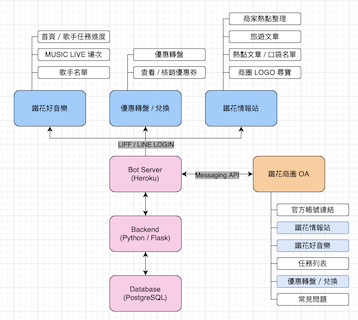 商家熱點整理
首頁 / 歌手任務進度
旅遊文章
MUSIC LIVE 場次
優惠轉盤
熱點文章 / 口袋名單
歌手名單
查看 / 核銷優惠券
商圈 LOGO 尋寶
鐵花好音樂
優惠轉盤 / 兌換
鐵花情報站
LIFF / LINE LOGIN
Bot Server
(Heroku)
Messaging API
鐵花商圈 OA
官方帳號連結
鐵花情報站
鐵花好音樂
任務列表
優惠轉盤 / 兌換
常見問題
Backend
(Python / Flask)
Database
(PostgreSQL)